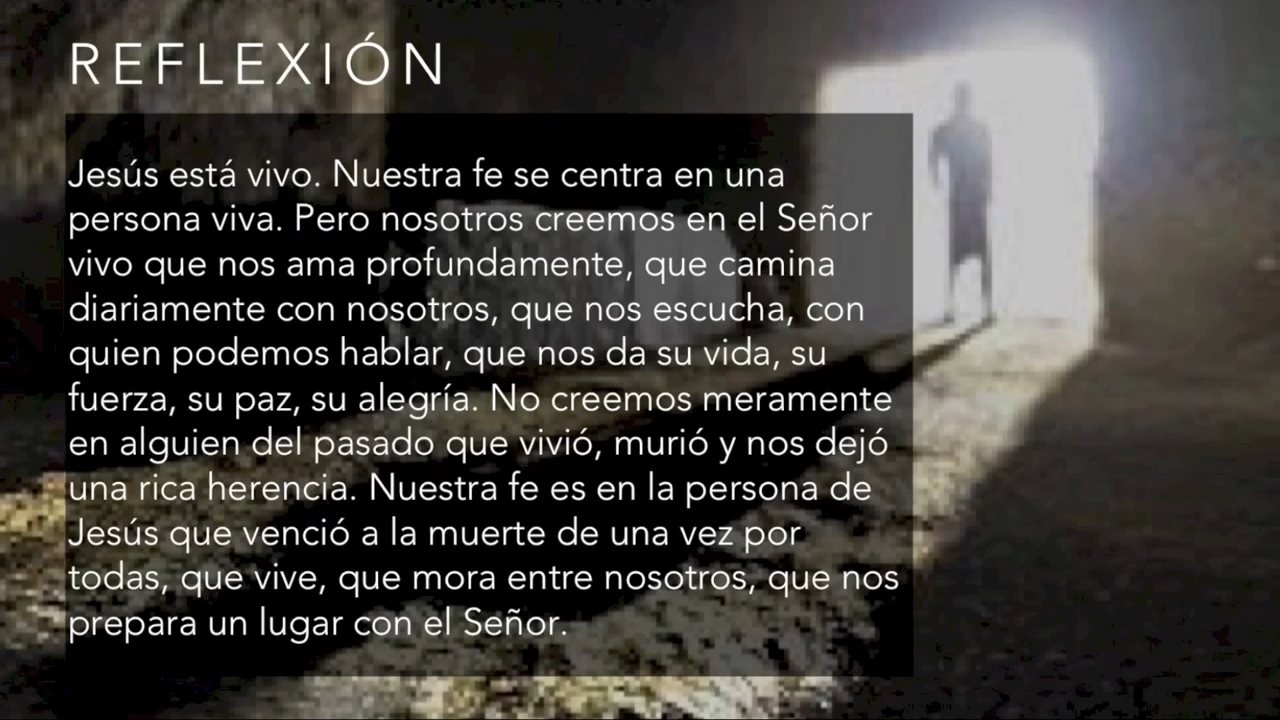 REFLEXIÓN
Jesús está vivo. Nuestra fe se centra en una
persona viva. Pero nosotros creemos en el Señor
vivo que nos ama profundamente, que camina
diariamente con nosotros, que nos escucha, con
quien podemos hablar, que nos da su vida, su
fuerza, su paz, su alegría. No creemos meramente
en alguien del pasado que vivió, murió y nos dejó
una rica herencia. Nuestra fe es en la persona de
Jesús que venció a la muerte de una vez por
todas, que vive, que mora entre nosotros, que nos
prepara un lugar con el Señor.